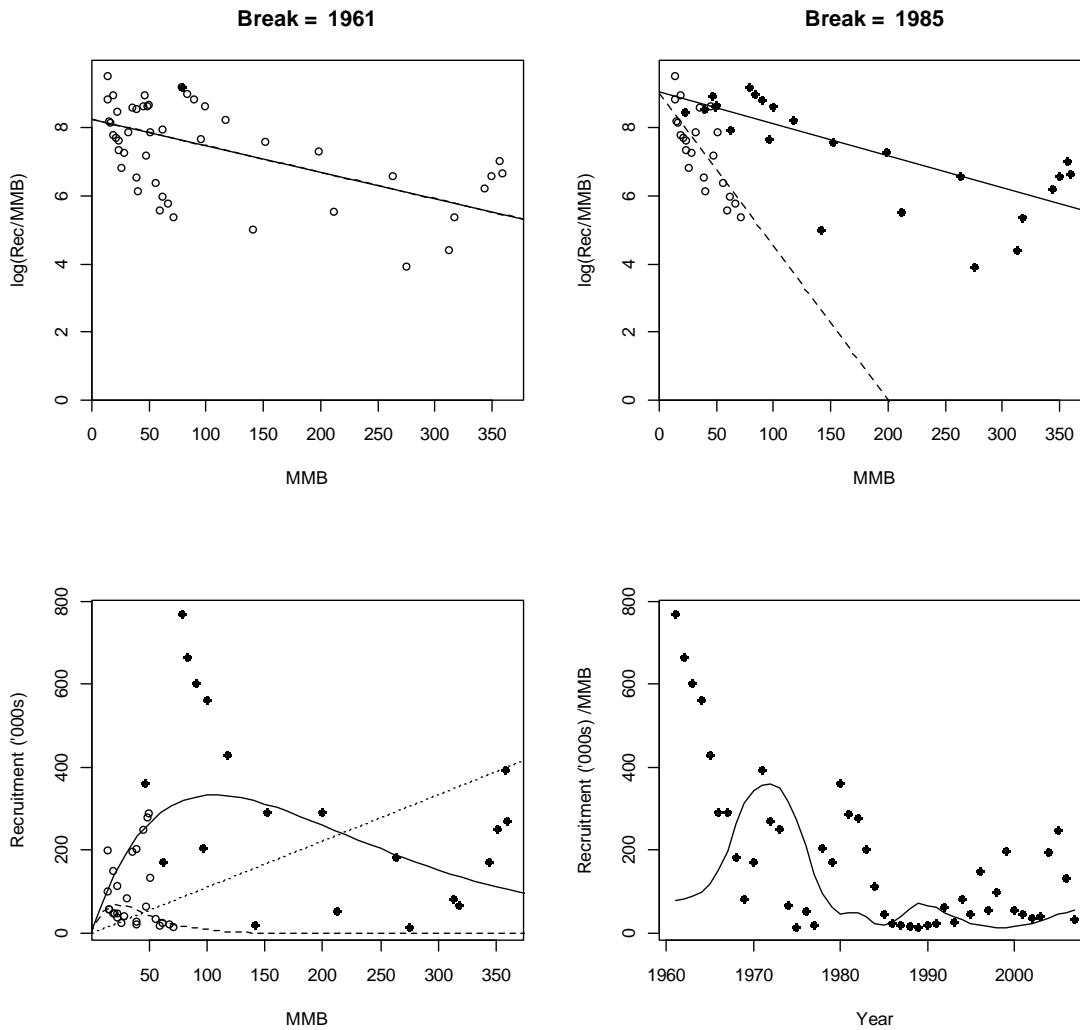 Break = 1961
log(Rec/MMB)
8
6
4
2
0
0 50 100 150 200 250 300 350
MMB
Break = 1985
log(Rec/MMB)
8
6
4
2
0
0 50 100 150 200 250 300 350
MMB
Recruitment ('000s)
800
600
400
200
0
50 100 150 200 250 300 350
MMB
Recruitment ('000s) /MMB
800
600
400
200
0
1960 1970 1980 1990 2000
Year